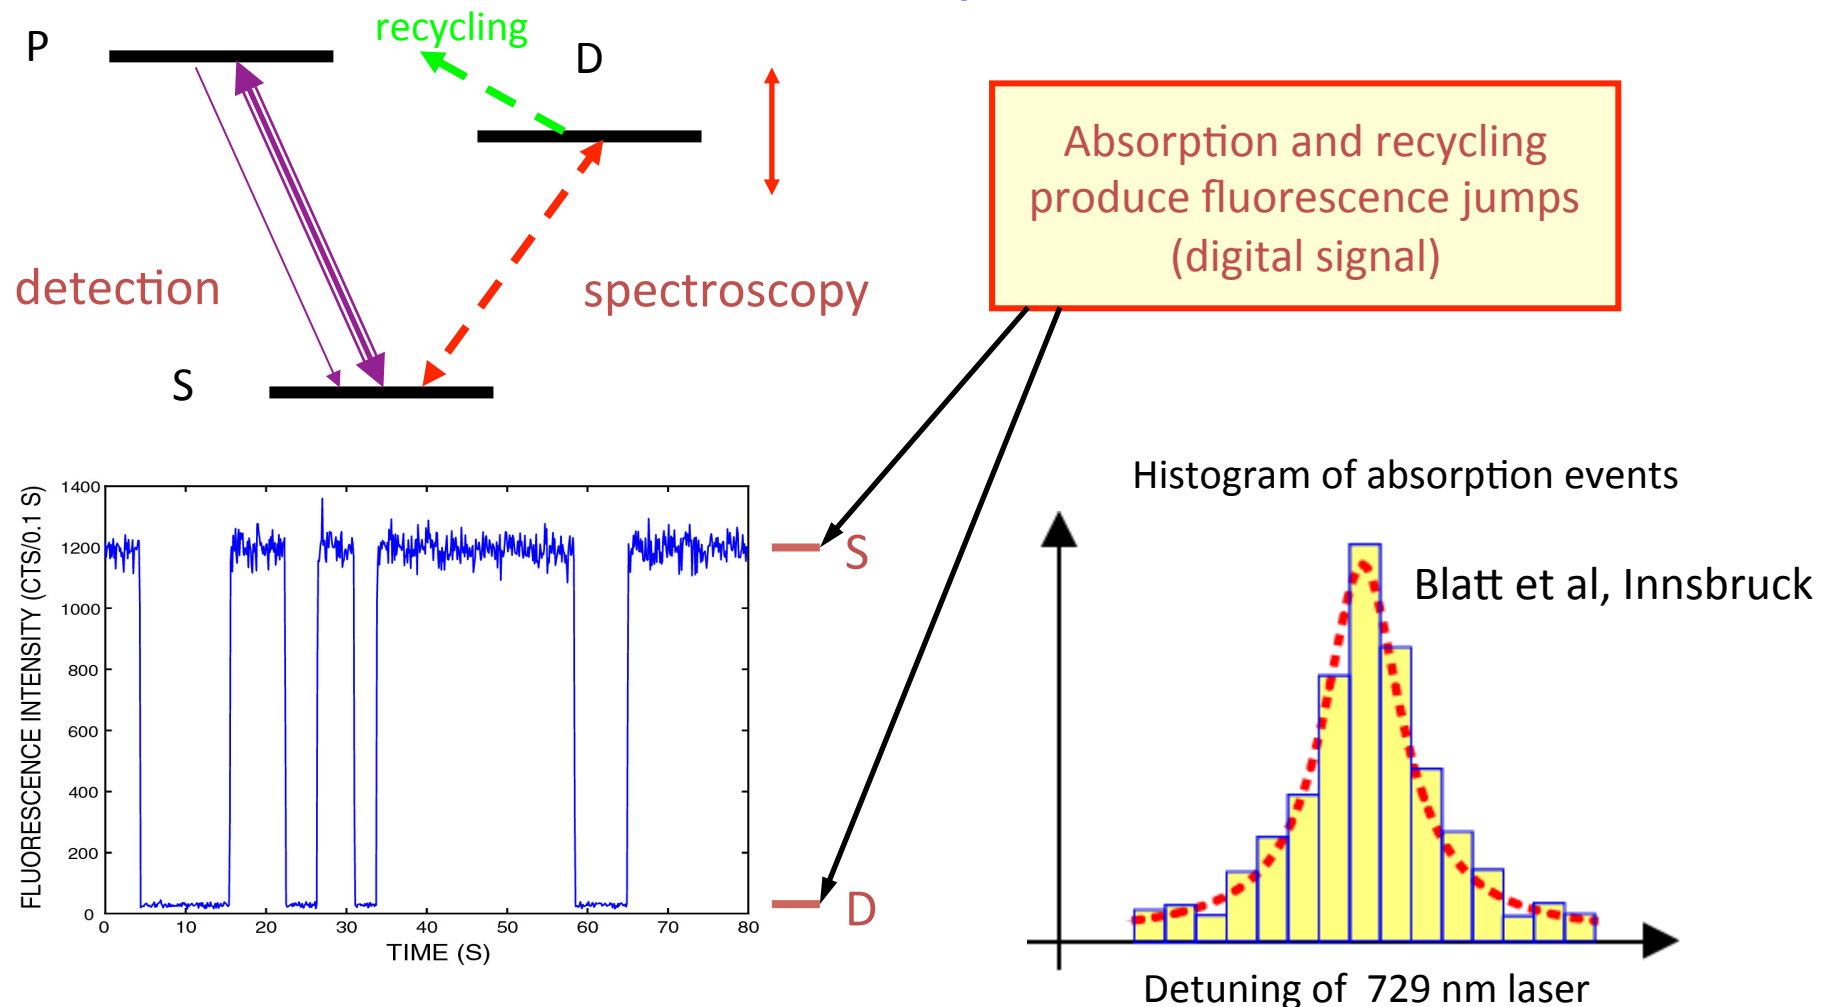 recycling
P
D
Absorption and recycling
produce fluorescence jumps
(digital signal)
detection
spectroscopy
S
Histogram of absorption events
FLUORESCENCE INTENSITY (CTS/0.1 S)
1400
1200
1000
800
600
400
200
0
0 10 20 30 40 50 60 70 80
TIME (S)
S
D
Blatt et al, Innsbruck
Detuning of 729 nm laser